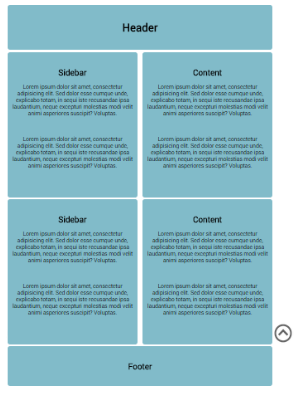 Header
Sidebar
Lorem ipsum dolor sit amet, consectetur
adipisicing elit. Sed dolor esse cumque unde,
explicabo totam, in sequi iste recusandae ipsa
laudantium, neque excepturi molestias modi velit
animi asperiores suscipit? Voluptas.
Lorem ipsum dolor sit amet, consectetur
adipisicing elit. Sed dolor esse cumque unde,
explicabo totam, in sequi iste recusandae ipsa
laudantium, neque excepturi molestias modi velit
animi asperiores suscipit? Voluptas.
Content
Lorem ipsum dolor sit amet, consectetur
adipisicing elit. Sed dolor esse cumque unde,
explicabo totam, in sequi iste recusandae ipsa
laudantium, neque excepturi molestias modi velit
animi asperiores suscipit? Voluptas.
Lorem ipsum dolor sit amet, consectetur
adipisicing elit. Sed dolor esse cumque unde,
explicabo totam, in sequi iste recusandae ipsa
laudantium, neque excepturi molestias modi velit
animi asperiores suscipit? Voluptas.
Sidebar
Lorem ipsum dolor sit amet, consectetur
adipisicing elit. Sed dolor esse cumque unde,
explicabo totam, in sequi iste recusandae ipsa
laudantium, neque excepturi molestias modi velit
animi asperiores suscipit? Voluptas.
Lorem ipsum dolor sit amet, consectetur
adipisicing elit. Sed dolor esse cumque unde,
explicabo totam, in sequi iste recusandae ipsa
laudantium, neque excepturi molestias modi velit
animi asperiores suscipit? Voluptas.
Content
Lorem ipsum dolor sit amet, consectetur
adipisicing elit. Sed dolor esse cumque unde,
explicabo totam, in sequi iste recusandae ipsa
laudantium, neque excepturi molestias modi velit
animi asperiores suscipit? Voluptas.
Lorem ipsum dolor sit amet, consectetur
adipisicing elit. Sed dolor esse cumque unde,
explicabo totam, in sequi iste recusandae ipsa
laudantium, neque excepturi molestias modi velit
animi asperiores suscipit? Voluptas.
Footer